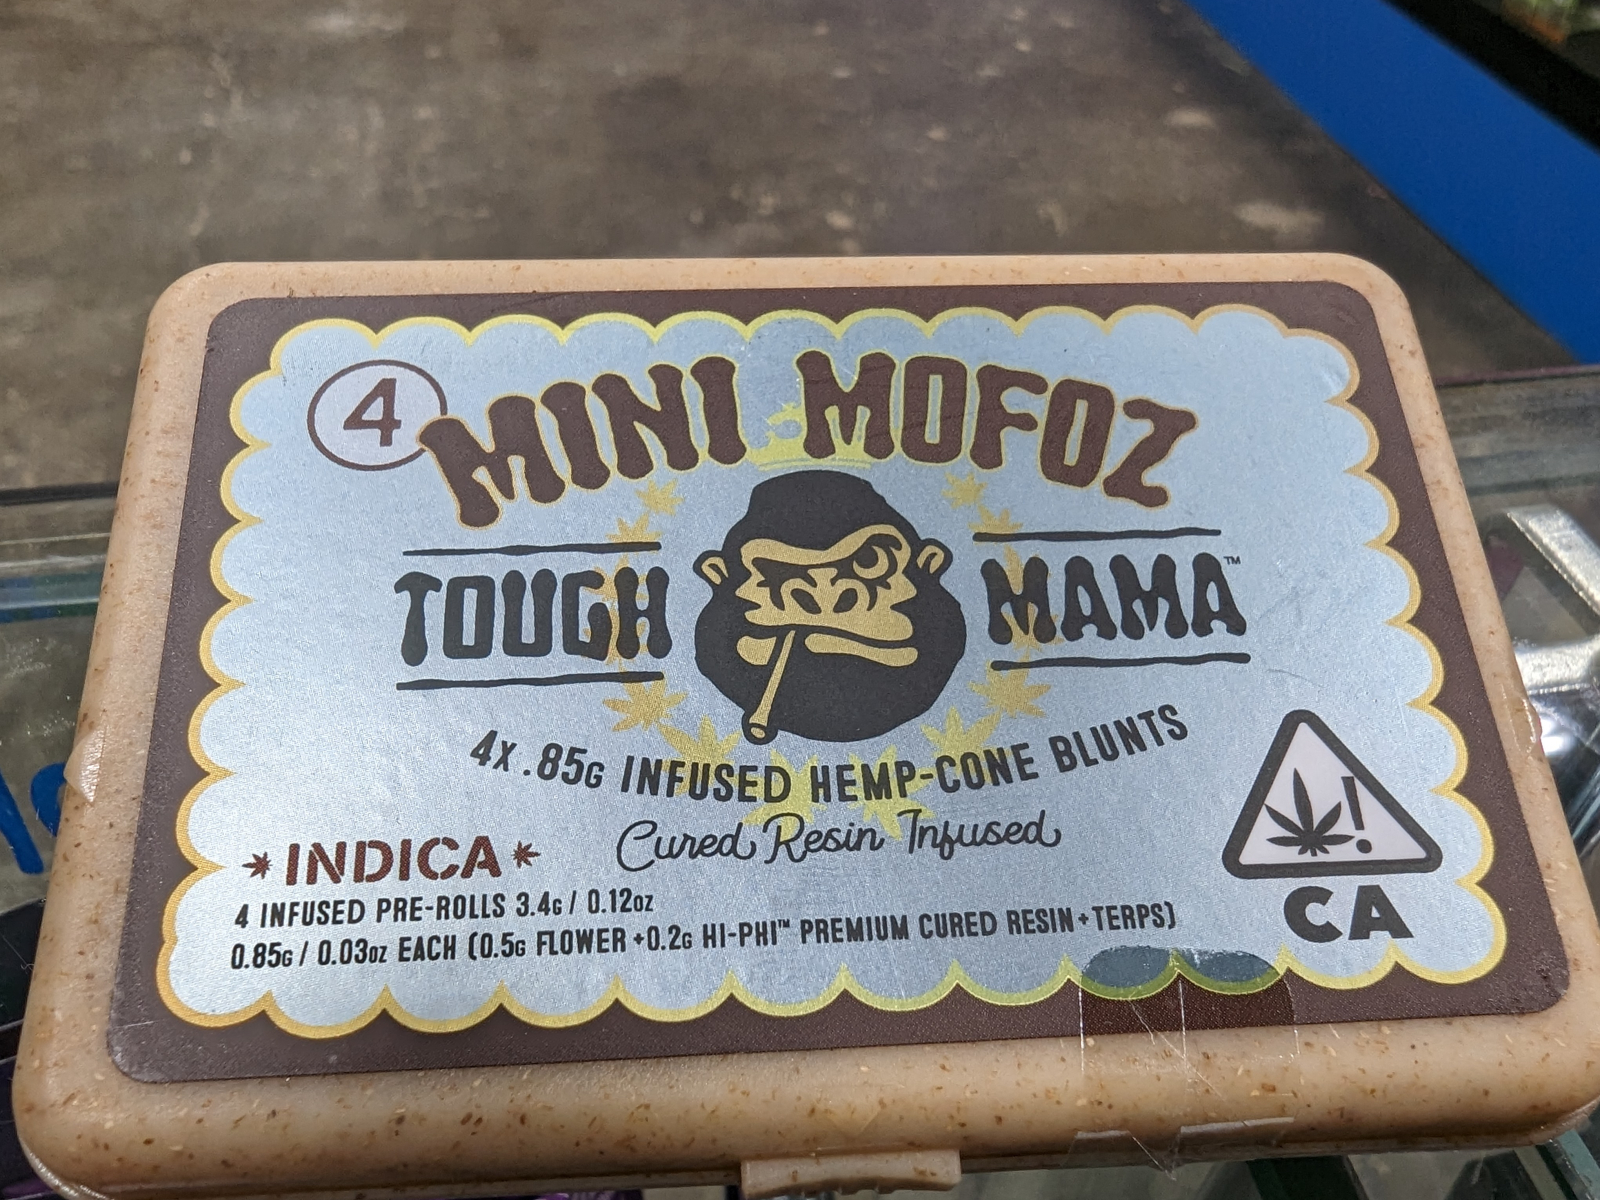 4 MINI MOFOZ
TOUGH MAMA™
4X .85G INFUSED HEMP-CONE BLUNTS
Cured Resin Infused
INDICA
4 INFUSED PRE-ROLLS 3.4G / 0.12OZ
0.85G / 0.03OZ EACH (0.5G FLOWER +0.2G HI-PHI™ PREMIUM CURED RESIN+TERPS)
!
CA